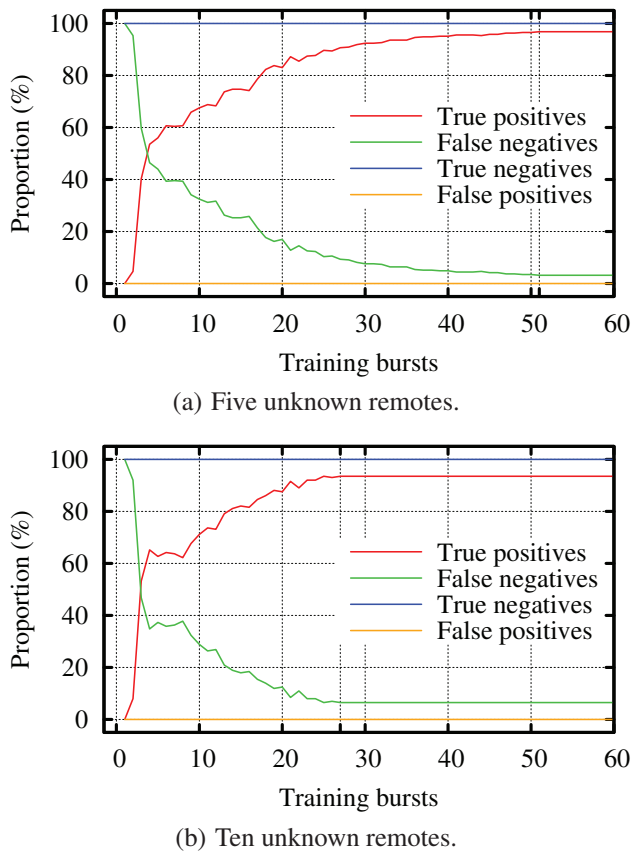 100
80
60
40
20
0
Proportion (%)
True positives
False negatives
True negatives
False positives
0 10 20 30 40 50 60
Training bursts
(a) Five unknown remotes.
100
80
60
40
20
0
Proportion (%)
True positives
False negatives
True negatives
False positives
0 10 20 30 40 50 60
Training bursts
(b) Ten unknown remotes.